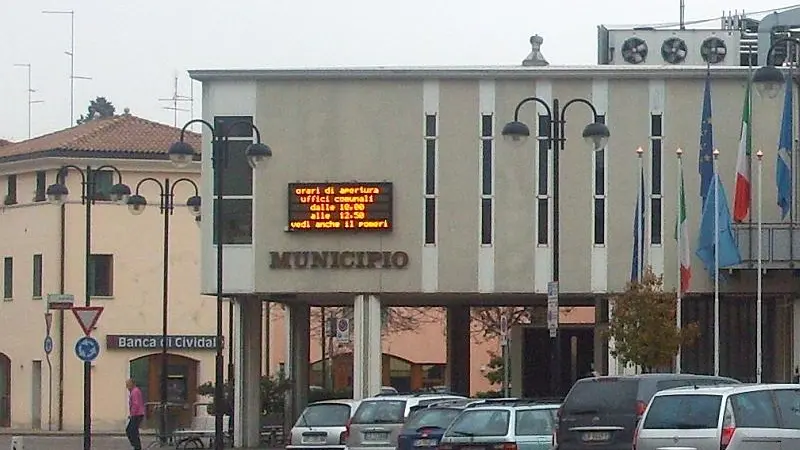 orari di apertura
uffici comunali
dalle 10.00
alle 12.50
vedi anche il pomeri
MUNICIPIO
Banca di Cividal